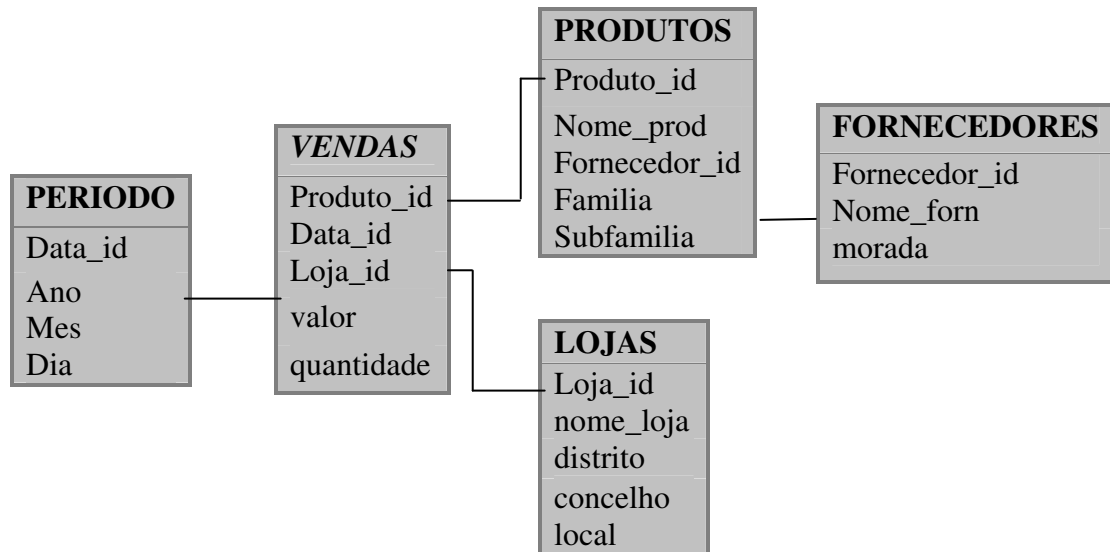 PERIODO
Data_id
Ano
Mes
Dia
VENDAS
Produto_id
Data_id
Loja_id
valor
quantidade
PRODUTOS
Produto_id
Nome_prod
Fornecedor_id
Familia
Subfamilia
FORNECEDORES
Fornecedor_id
Nome_forn
morada
LOJAS
Loja_id
nome_loja
distrito
concelho
local